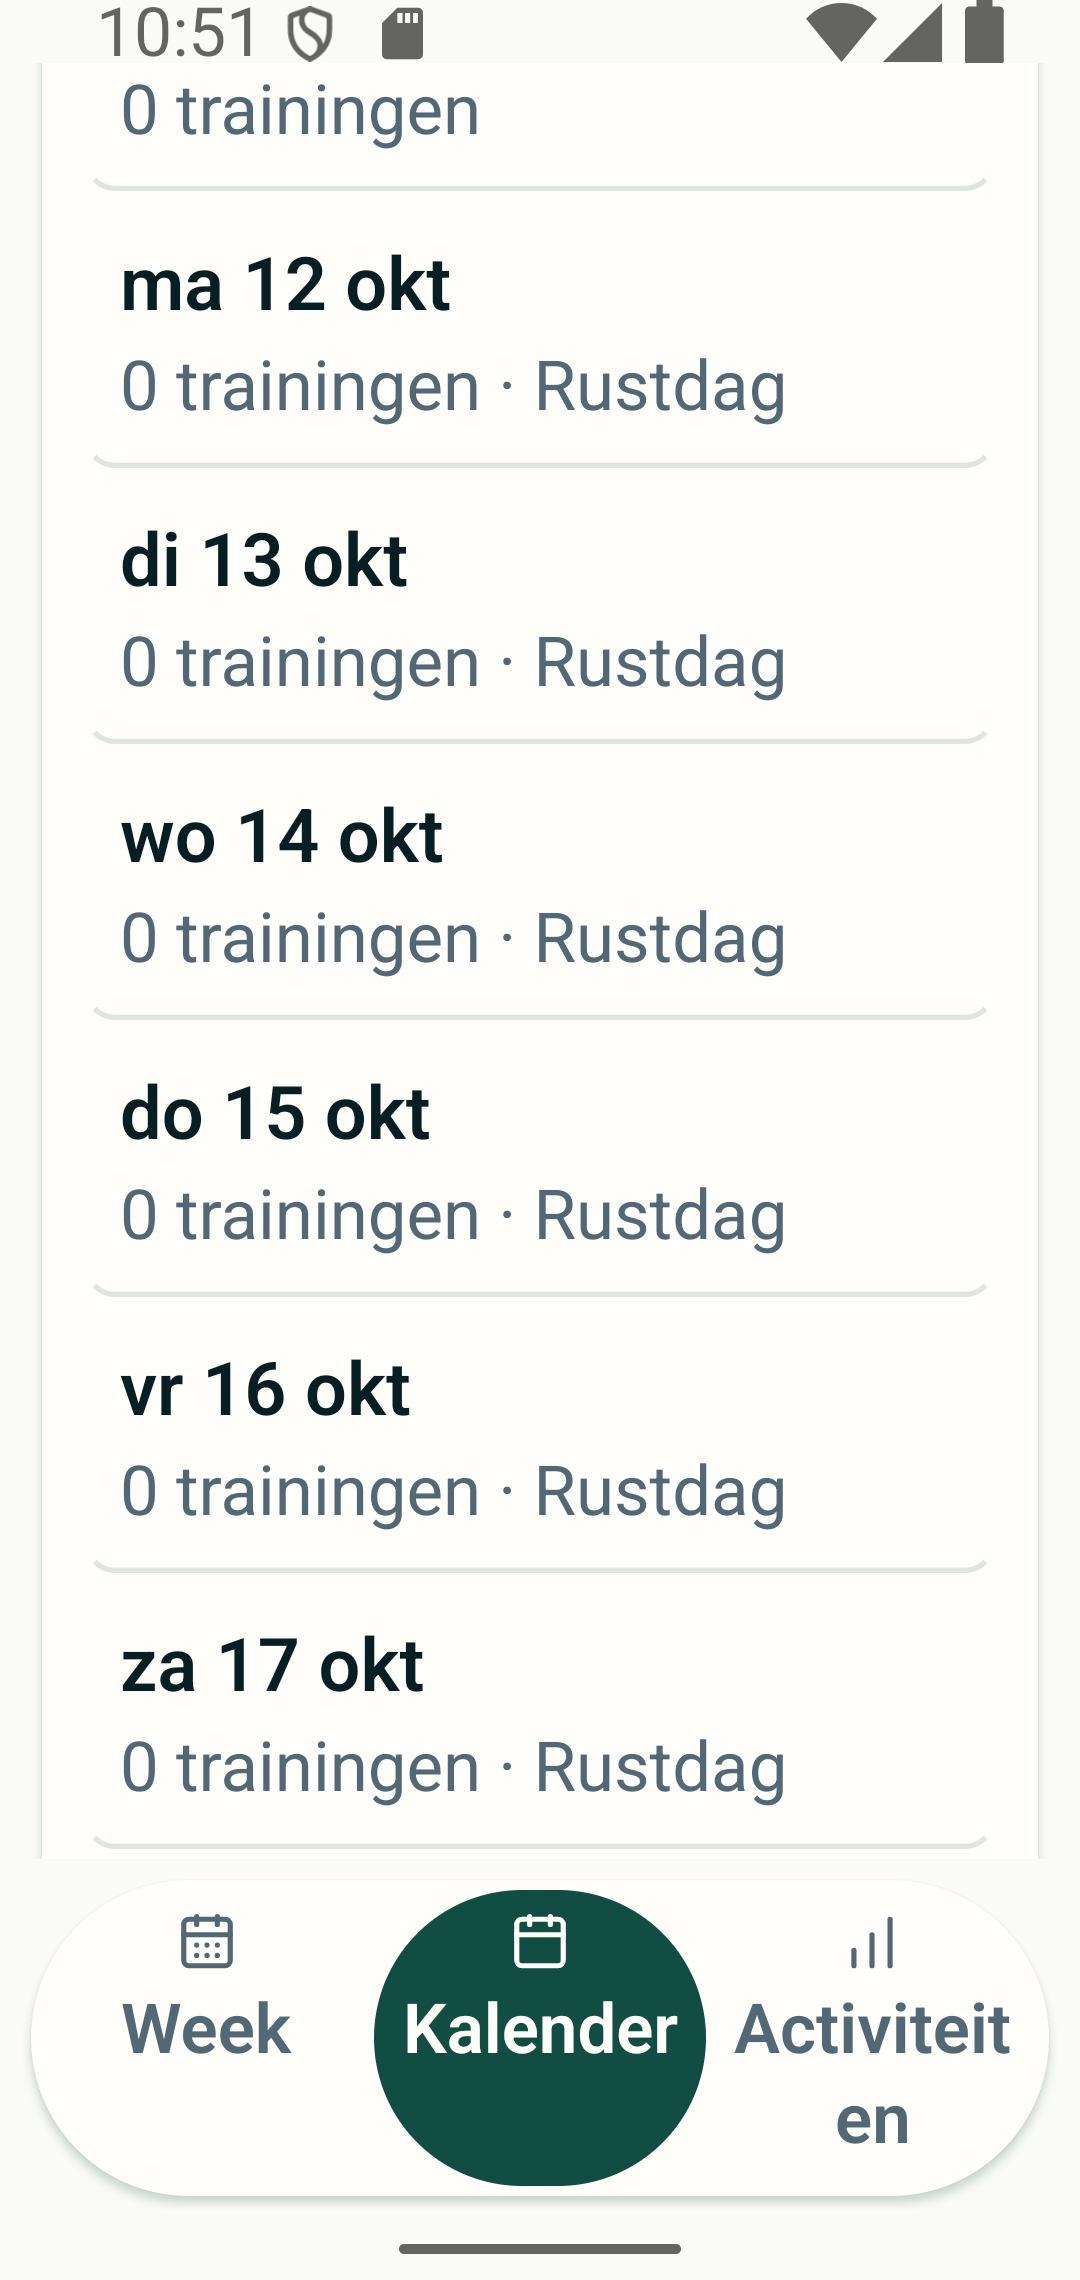 10:51
0 trainingen
ma 12 okt
0 trainingen · Rustdag
di 13 okt
0 trainingen · Rustdag
wo 14 okt
0 trainingen · Rustdag
do 15 okt
0 trainingen · Rustdag
vr 16 okt
0 trainingen · Rustdag
za 17 okt
0 trainingen · Rustdag
Week
Kalender
Activiteit
en